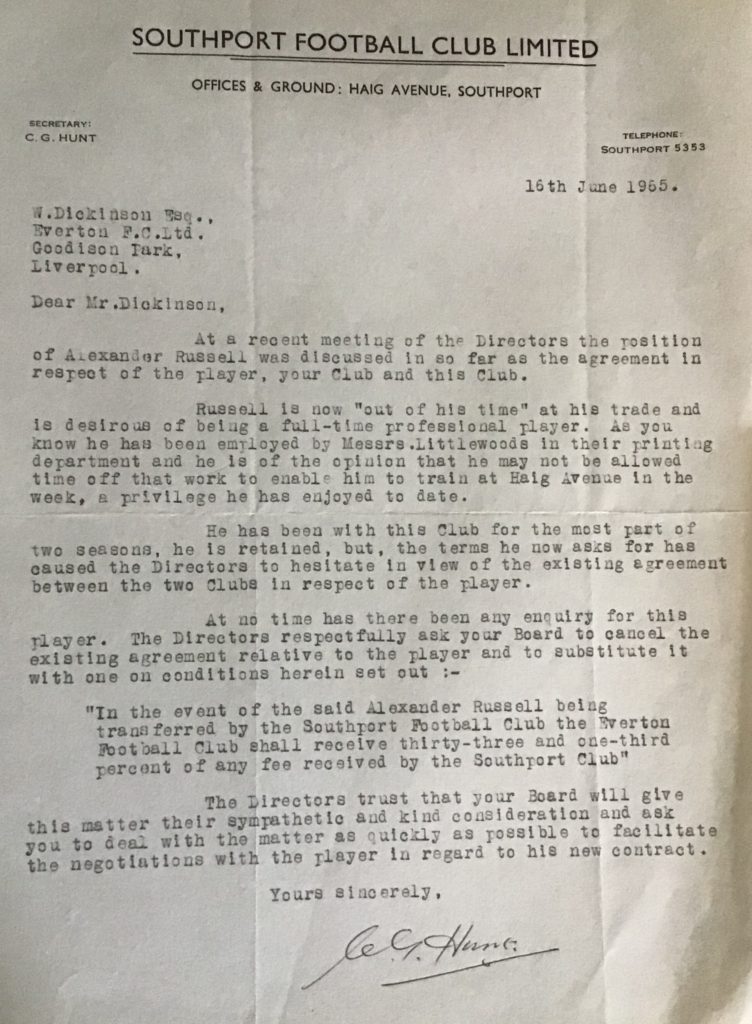 SOUTHPORT FOOTBALL CLUB LIMITED
OFFICES & GROUND: HAIG AVENUE, SOUTHPORT
SECRETARY:
C. G. HUNT
TELEPHONE:
SOUTHPORT 5353
16th June 1965.
W.Dickinson Esq.,
Everton F.C.Ltd.
Goodison Park,
Liverpool.
Dear Mr.Dickinson,
At a recent meeting of the Directors the position
of Alexander Russell was discussed in so far as the agreement in
respect of the player, your Club and this Club.
Russell is now "out of his time" at his trade and
is desirous of being a full-time professional player. As you
know he has been employed by Messrs.Littlewoods in their printing
department and he is of the opinion that he may not be allowed
time off that work to enable him to train at Haig Avenue in the
week, a privilege he has enjoyed to date.
He has been with this Club for the most part of
two seasons, he is retained, but, the terms he now asks for has
caused the Directors to hesitate in view of the existing agreement
between the two Clubs in respect of the player.
At no time has there been any enquiry for this
player. The Directors respectfully ask your Board to cancel the
existing agreement relative to the player and to substitute it
with one on conditions herein set out :-
"In the event of the said Alexander Russell being
transferred by the Southport Football Club the Everton
Football Club shall receive thirty-three and one-third
percent of any fee received by the Southport Club"
The Directors trust that your Board will give
this matter their sympathetic and kind consideration and ask
you to deal with the matter as quickly as possible to facilitate
the negotiations with the player in regard to his new contract.
Yours sincerely,
C. G. Hunt.